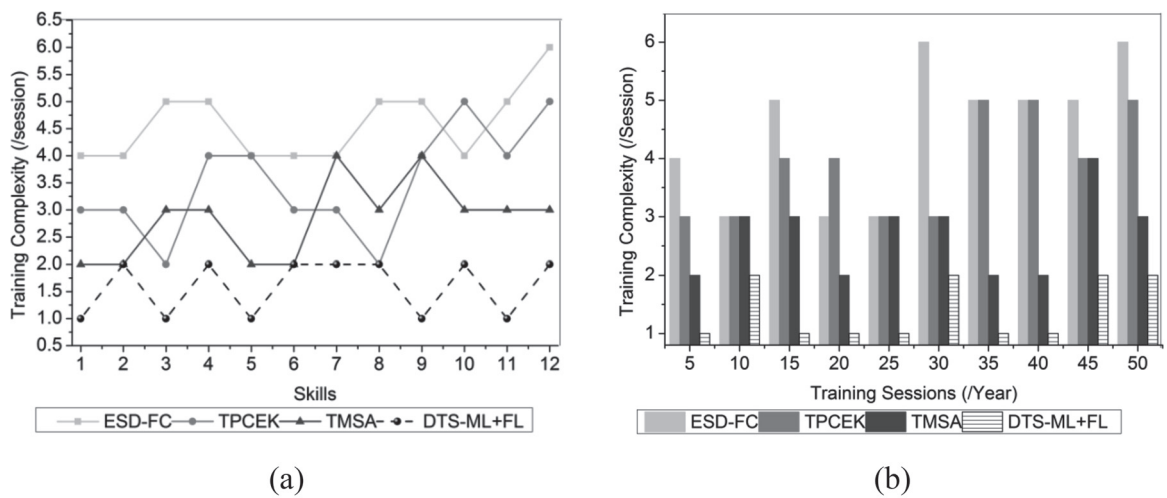 6.5
6.0
5.5
5.0
4.5
4.0
3.5
3.0
2.5
2.0
1.5
1.0
0.5
Training Complexity (/session)
1 2 3 4 5 6 7 8 9 10 11 12
Skills
ESD-FC TPCEK TMSA DTS-ML+FL
(a)
6
5
4
3
2
1
Training Complexity (/Session)
5 10 15 20 25 30 35 40 45 50
Training Sessions (/Year)
ESD-FC TPCEK TMSA DTS-ML+FL
(b)